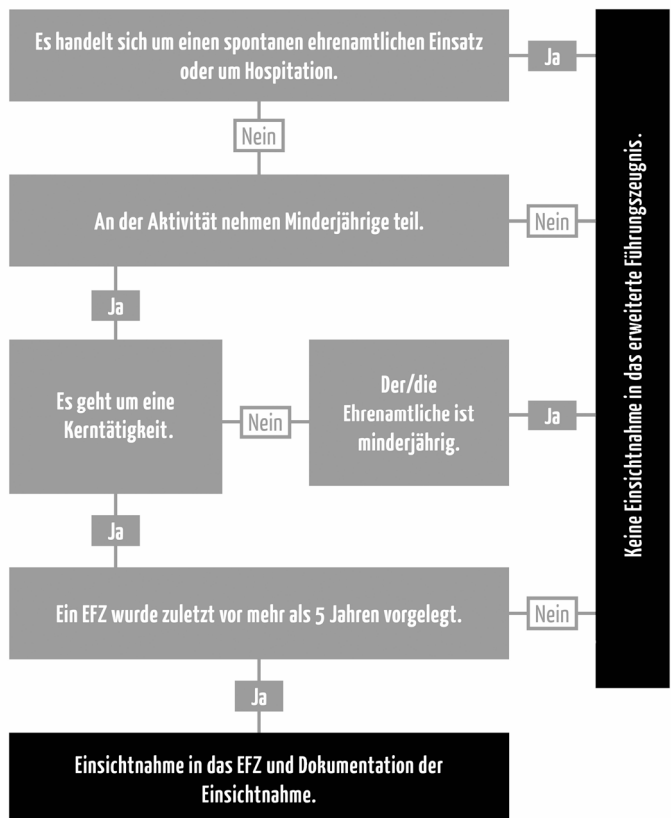 Es handelt sich um einen spontanen ehrenamtlichen Einsatz
oder um Hospitation.
Ja
Nein
An der Aktivität nehmen Minderjährige teil.
Nein
Ja
Es geht um eine
Kerntätigkeit.
Nein
Der/die
Ehrenamtliche ist
minderjährig.
Ja
Ja
Ein EFZ wurde zuletzt vor mehr als 5 Jahren vorgelegt.
Nein
Ja
Einsichtnahme in das EFZ und Dokumentation der
Einsichtnahme.
Keine Einsichtnahme in das erweiterte Führungszeugnis.